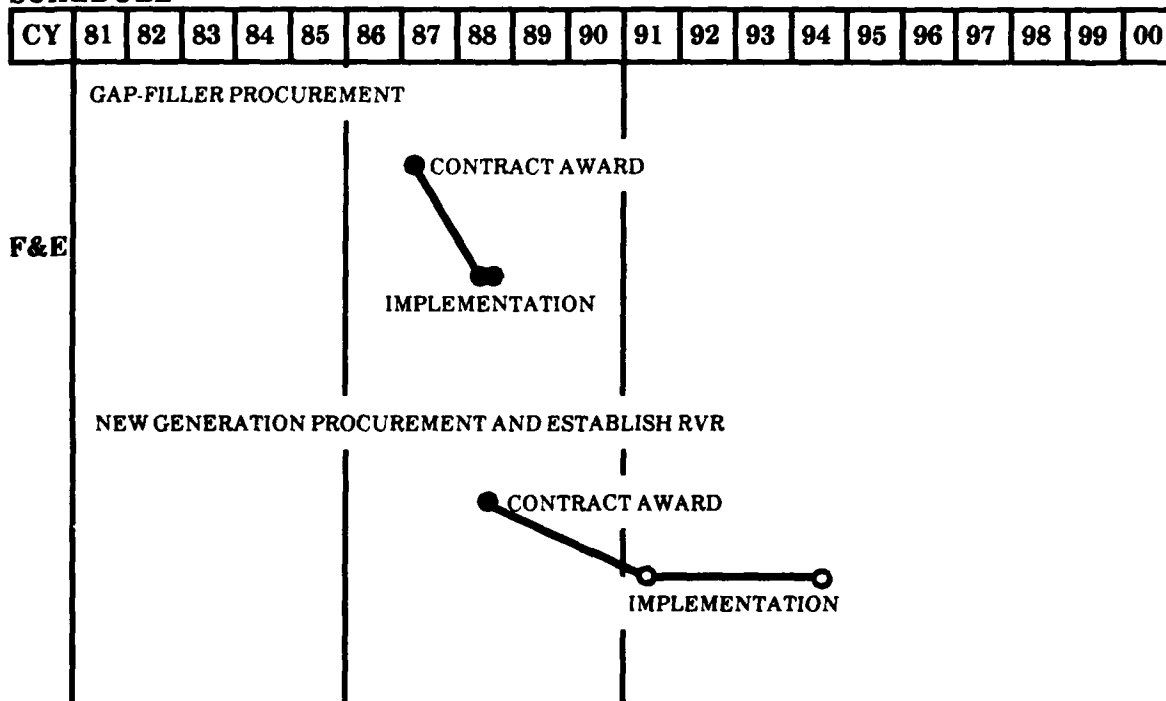 CY 81 82 83 84 85 86 87 88 89 90 91 92 93 94 95 96 97 98 99 00
GAP-FILLER PROCUREMENT
CONTRACT AWARD
F&E
IMPLEMENTATION
NEW GENERATION PROCUREMENT AND ESTABLISH RVR
CONTRACT AWARD
IMPLEMENTATION